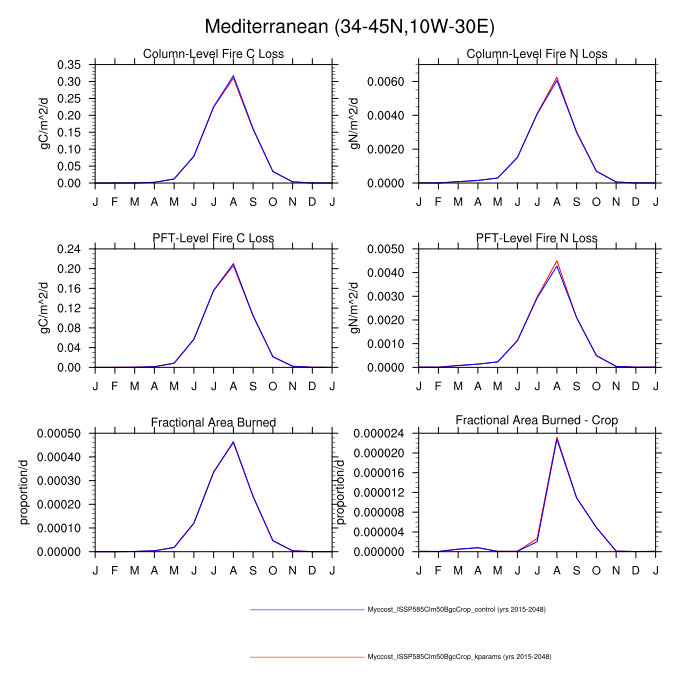 Mediterranean (34-45N,10W-30E)
Column-Level Fire C Loss
gC/m^2/d
0.35
0.30
0.25
0.20
0.15
0.10
0.05
0.00
J F M A M J J A S O N D J
Column-Level Fire N Loss
gN/m^2/d
0.0060
0.0040
0.0020
0.0000
J F M A M J J A S O N D J
PFT-Level Fire C Loss
gC/m^2/d
0.24
0.20
0.16
0.12
0.08
0.04
0.00
J F M A M J J A S O N D J
PFT-Level Fire N Loss
gN/m^2/d
0.0050
0.0040
0.0030
0.0020
0.0010
0.0000
J F M A M J J A S O N D J
Fractional Area Burned
proportion/d
0.00050
0.00040
0.00030
0.00020
0.00010
0.00000
J F M A M J J A S O N D J
Fractional Area Burned - Crop
proportion/d
0.000024
0.000020
0.000016
0.000012
0.000008
0.000004
0.000000
J F M A M J J A S O N D J
Myccost_ISSP585Clm50BgcCrop_control (yrs 2015-2048)
Myccost_ISSP585Clm50BgcCrop_kparams (yrs 2015-2048)